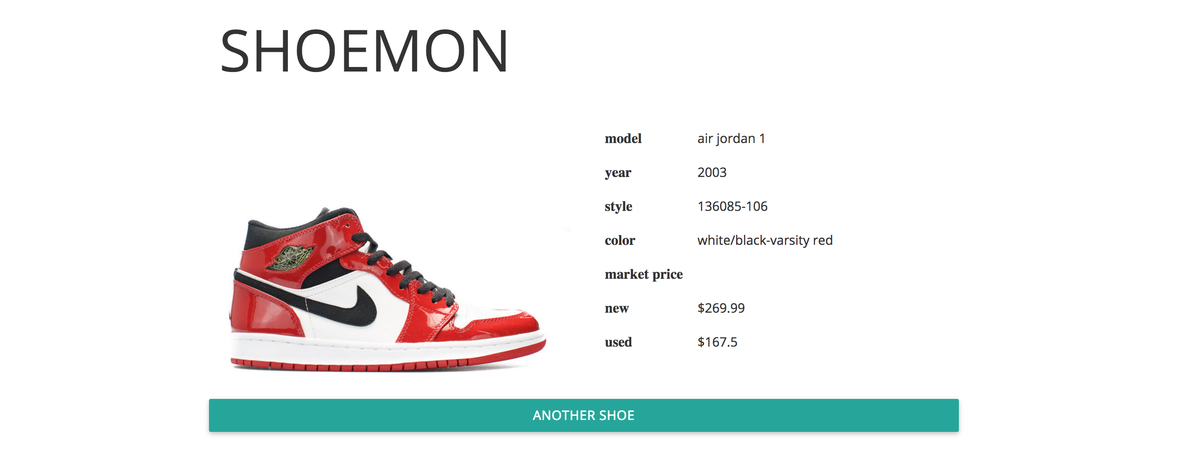 SHOEMON
model air jordan 1
year 2003
style 136085-106
color white/black-varsity red
market price
new $269.99
used $167.5
ANOTHER SHOE